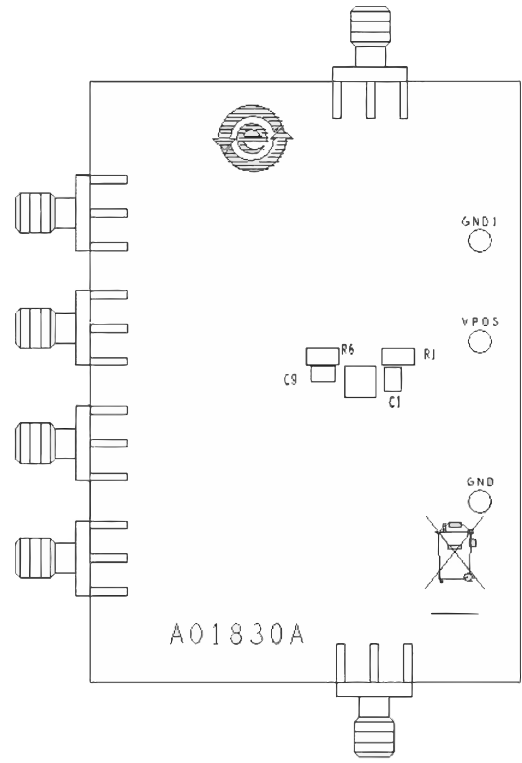 GND1
VPOS
R6
R1
C9
C1
GND
A01830A